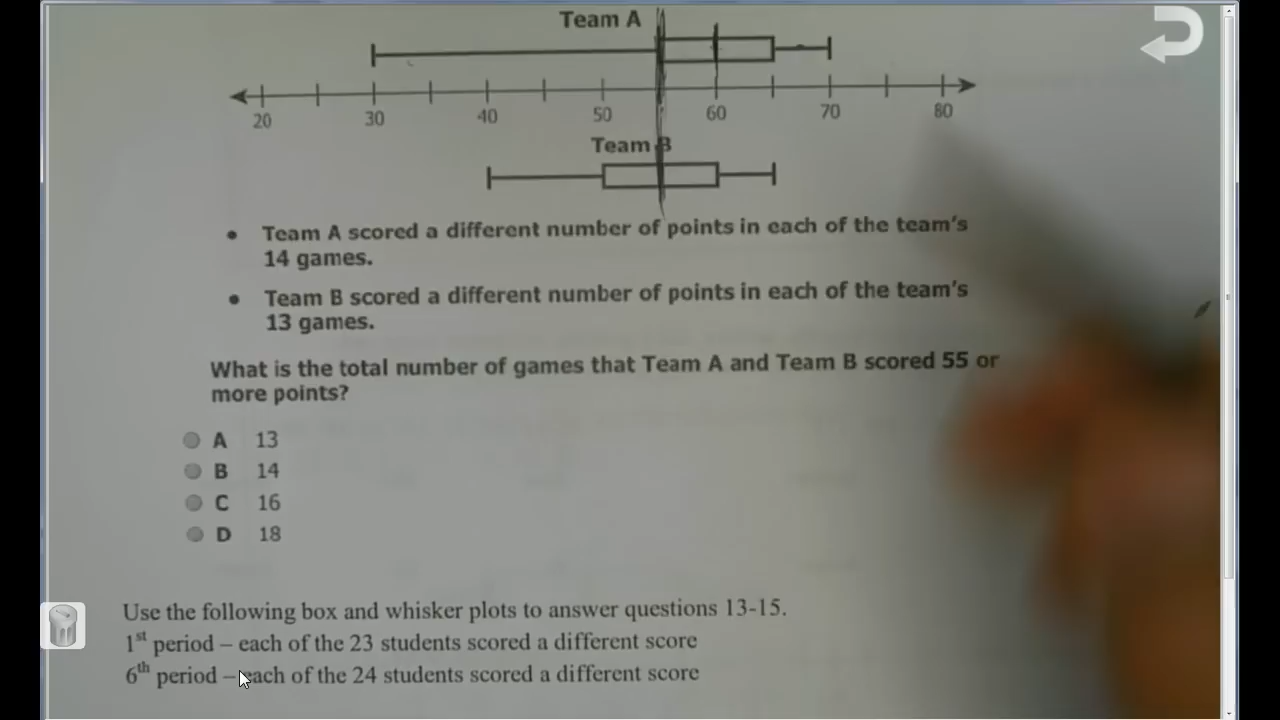 Team A
20 30 40 50 60 70 80
Team B
• Team A scored a different number of points in each of the team's
14 games.
• Team B scored a different number of points in each of the team's
13 games.
What is the total number of games that Team A and Team B scored 55 or
more points?
A 13
B 14
C 16
D 18
Use the following box and whisker plots to answer questions 13-15.
1st period – each of the 23 students scored a different score
6th period – each of the 24 students scored a different score